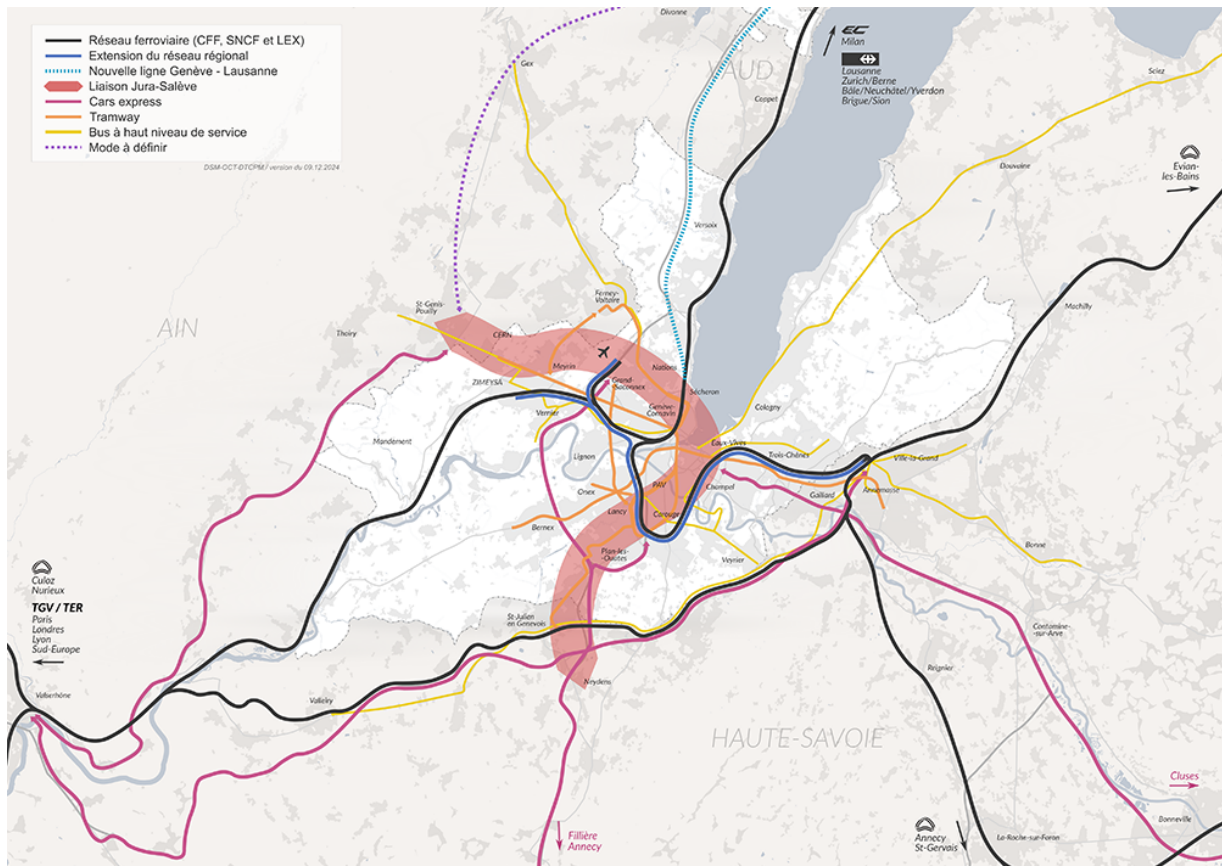 Réseau ferroviaire (CFF, SNCF et LEX)
Extension du réseau régional
Nouvelle ligne Genève - Lausanne
Liaison Jura-Salève
Cars express
Tramway
Bus à haut niveau de service
Mode à définir
DSM-OCT-DTCPM / version du 09.12.2024
Divonne
EC
Milan
Lausanne
Zurich/Berne
Bâle/Neuchâtel/Yverdon
Brigue/Sion
Gex
VAUD
Coppet
Sciez
Douvaine
Evian-
les-Bains
Versoix
Ferney-
Voltaire
St-Genis-
Pouilly
Machilly
AIN
Thoiry
CERN
Meyrin
Nations
ZIMEYSA
Grand-
Saconnex
Sécheron
Vernier
Genève-
Cornavin
Cologny
Mandement
Lignon
Eaux-Vives
Trois-Chênes
Ville-la-Grand
Onex
PAV
Champel
Gaillard
Annemasse
Bernex
Lancy
Carouge
Plan-les-
Ouates
Veyrier
Bonne
Culoz
Nurieux
TGV / TER
Paris
Londres
Lyon
Sud-Europe
St-Julien
en Genevois
Contamine-
sur-Arve
Reignier
Neydens
Valserhône
Valleiry
HAUTE-SAVOIE
Cluses
Bonneville
Fillière
Annecy
Annecy
St-Gervais
La-Roche-sur-Foron